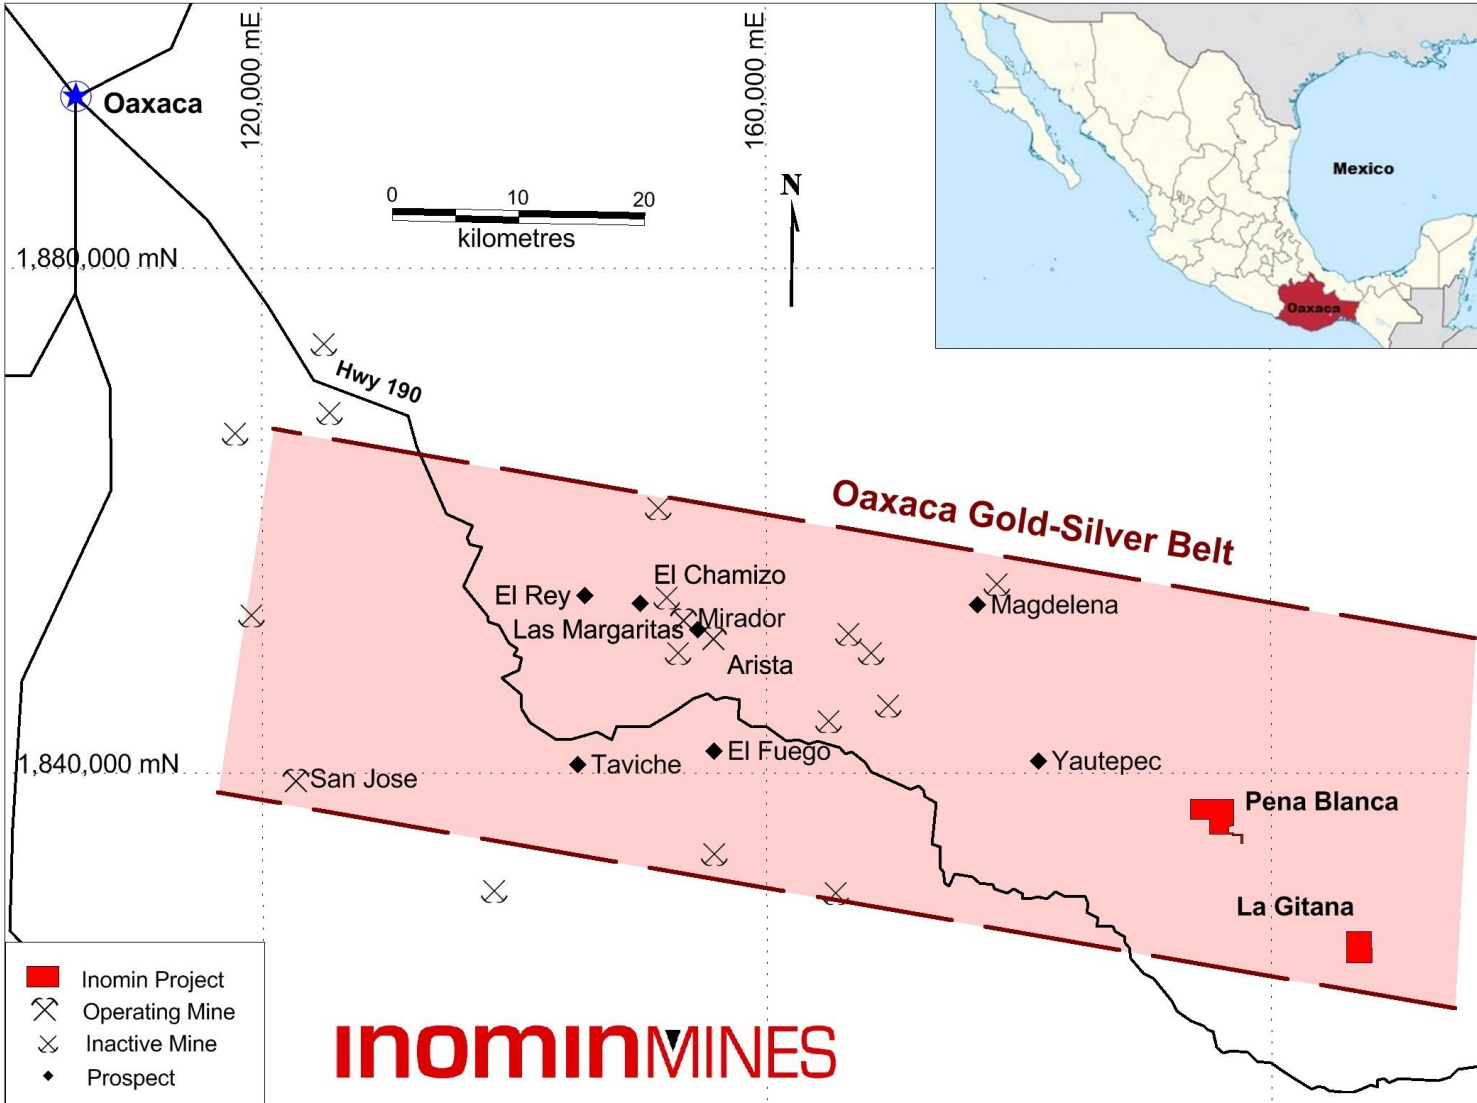 Oaxaca
120,000 mE
160,000 mE
0 10 20
kilometres
N
Mexico
Oaxaca
1,880,000 mN
Hwy 190
Oaxaca Gold-Silver Belt
El Chamizo
El Rey
Mirador
Magdelena
Las Margaritas
Arista
El Fuego
Taviche
Yautepec
1,840,000 mN
San Jose
Pena Blanca
La Gitana
Inomin Project
Operating Mine
Inactive Mine
Prospect
INOMINMINES